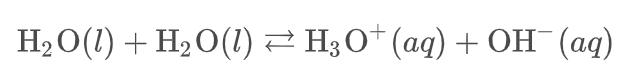 H₂O(l) + H₂O(l) ⇄ H₃O⁺(aq) + OH⁻(aq)